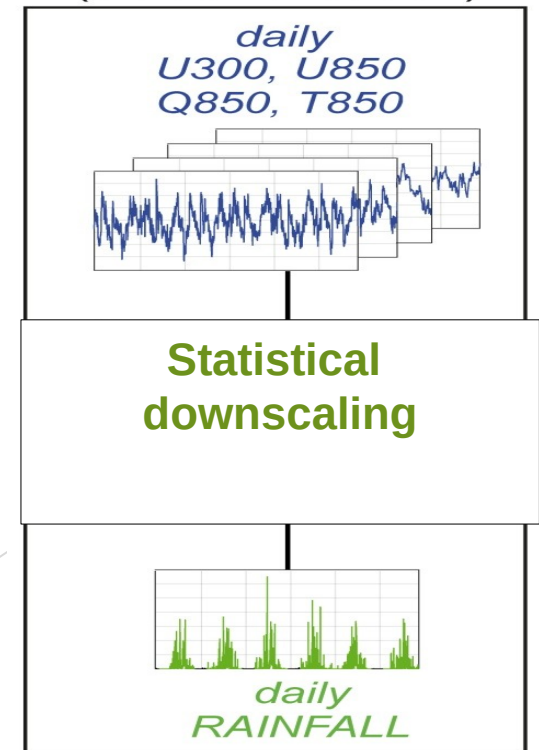 daily
U300, U850
Q850, T850
Statistical
downscaling
daily
RAINFALL